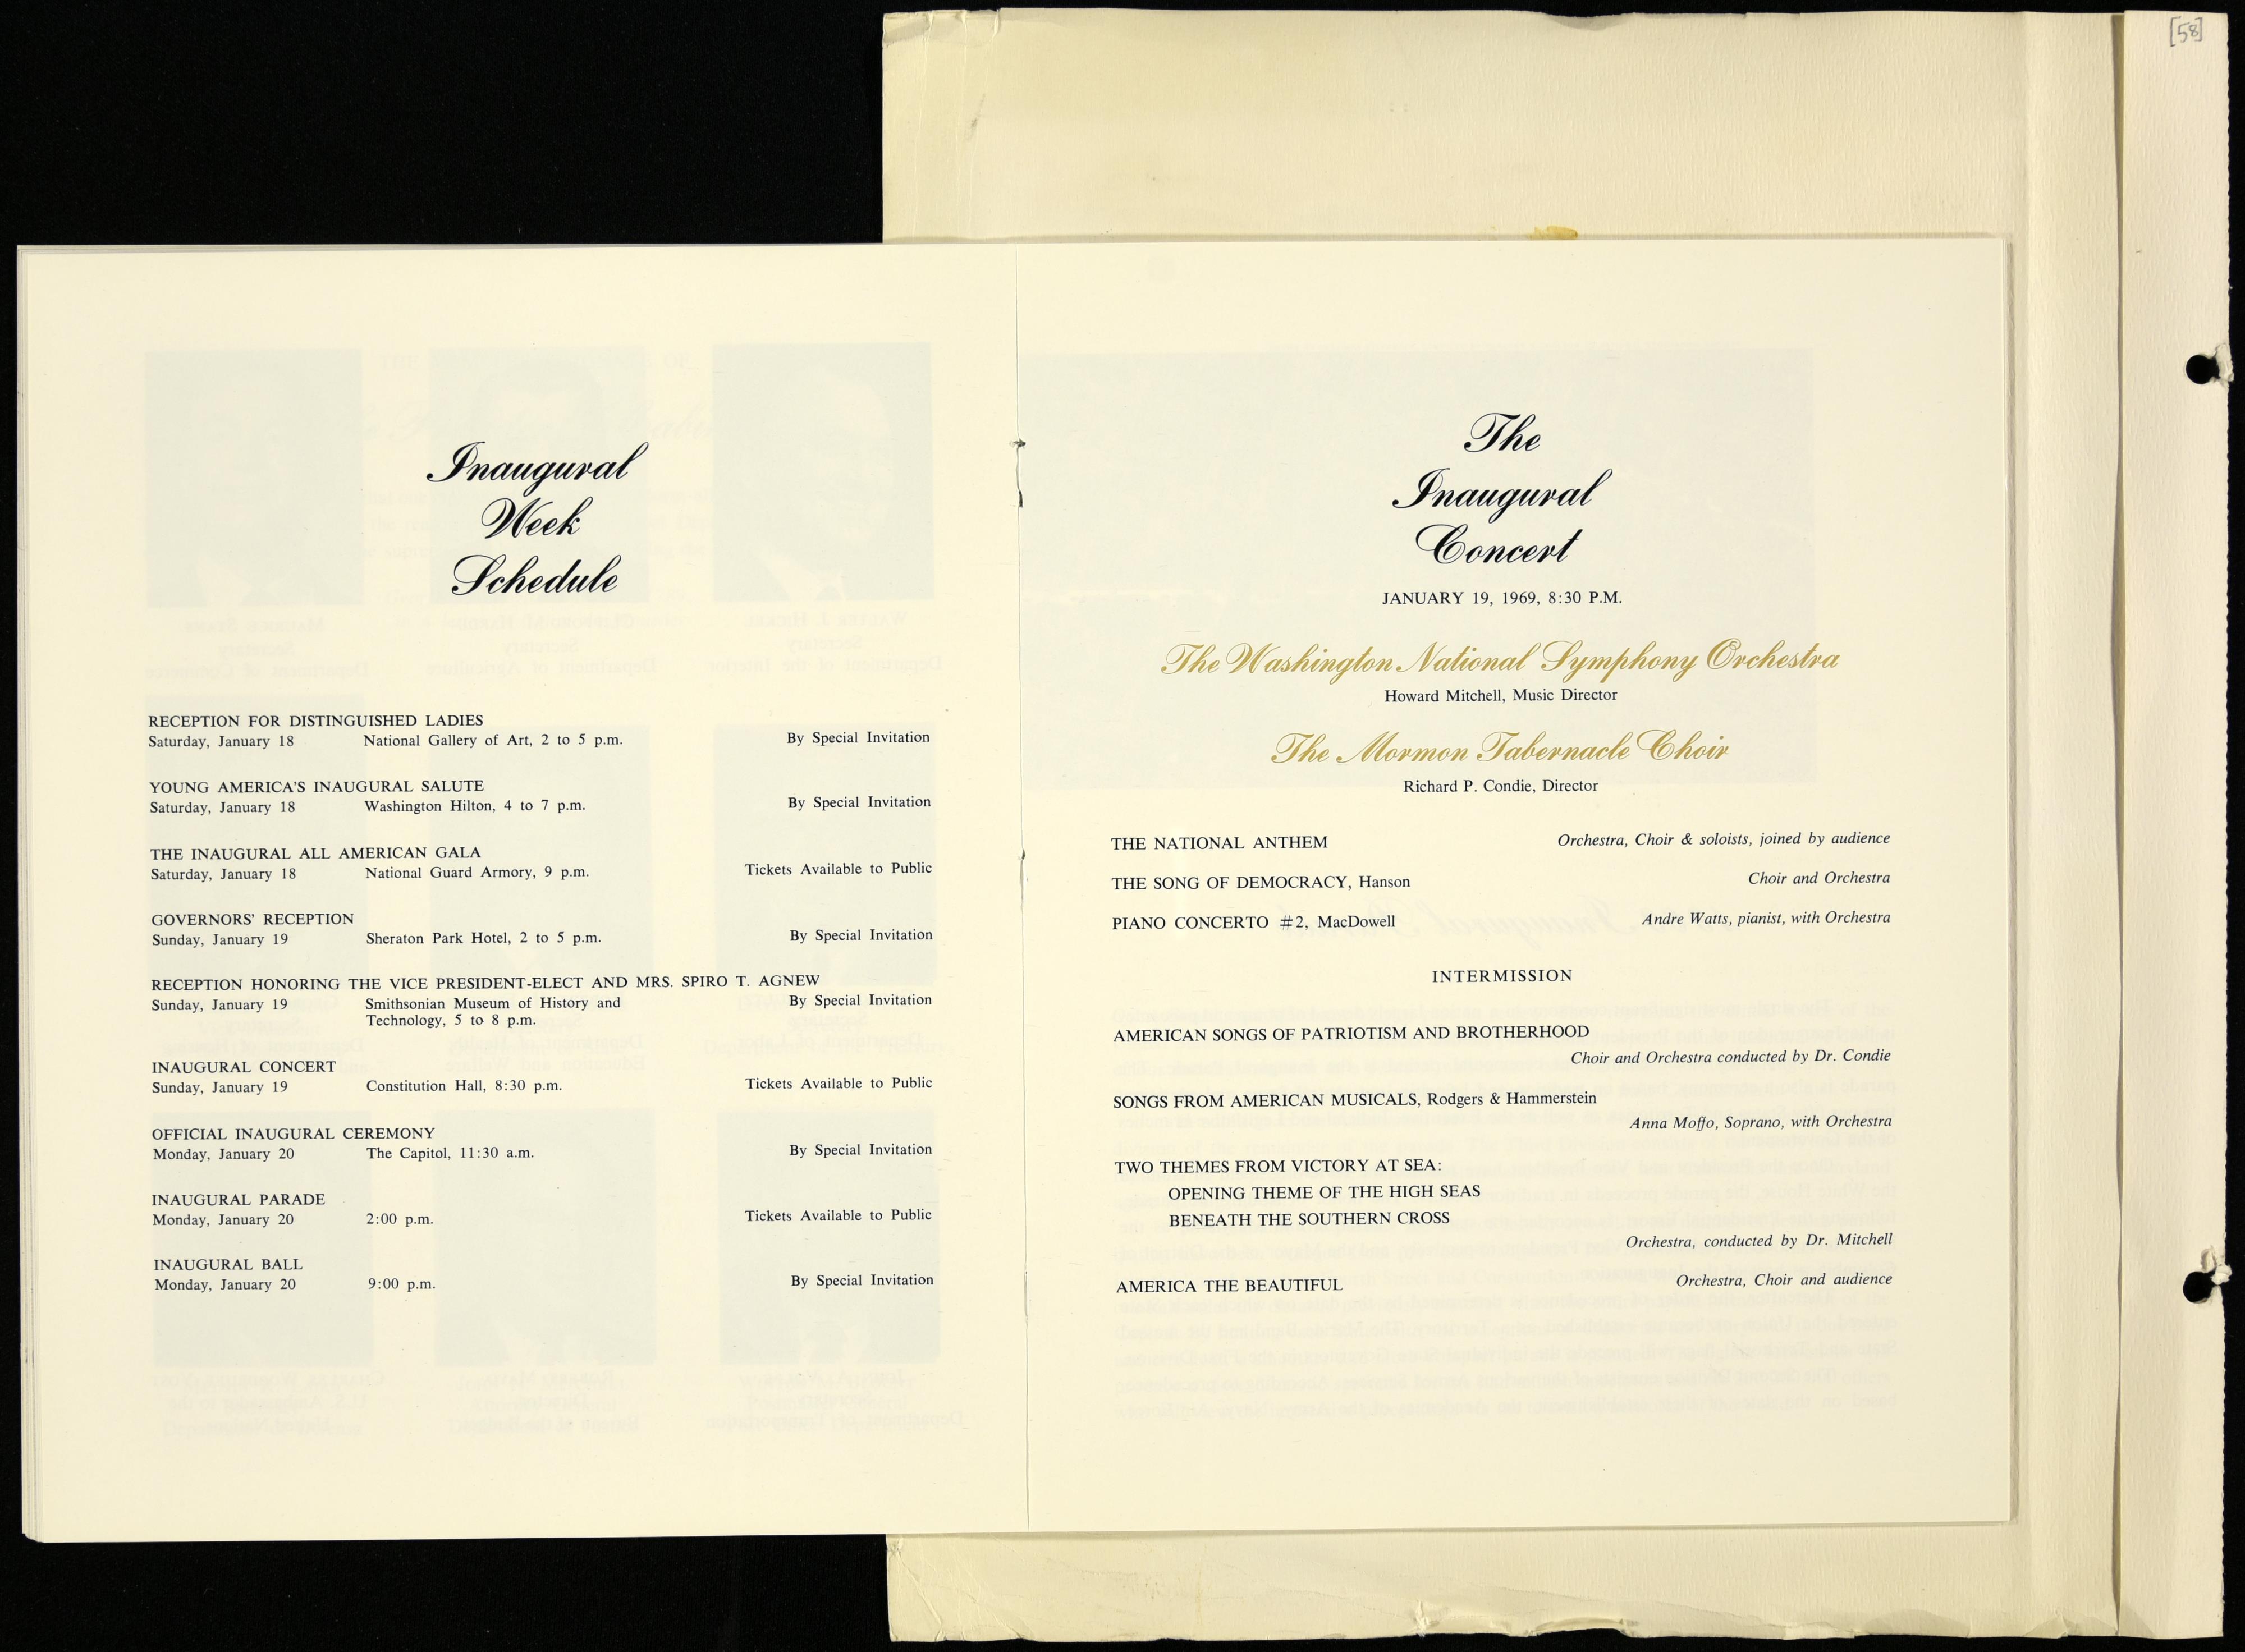 [58]
Inaugural
Week
Schedule
RECEPTION FOR DISTINGUISHED LADIES
Saturday, January 18 National Gallery of Art, 2 to 5 p.m. By Special Invitation
YOUNG AMERICA'S INAUGURAL SALUTE
Saturday, January 18 Washington Hilton, 4 to 7 p.m. By Special Invitation
THE INAUGURAL ALL AMERICAN GALA
Saturday, January 18 National Guard Armory, 9 p.m. Tickets Available to Public
GOVERNORS' RECEPTION
Sunday, January 19 Sheraton Park Hotel, 2 to 5 p.m. By Special Invitation
RECEPTION HONORING THE VICE PRESIDENT-ELECT AND MRS. SPIRO T. AGNEW
Sunday, January 19 Smithsonian Museum of History and By Special Invitation
Technology, 5 to 8 p.m.
INAUGURAL CONCERT
Sunday, January 19 Constitution Hall, 8:30 p.m. Tickets Available to Public
OFFICIAL INAUGURAL CEREMONY
Monday, January 20 The Capitol, 11:30 a.m. By Special Invitation
INAUGURAL PARADE
Monday, January 20 2:00 p.m. Tickets Available to Public
INAUGURAL BALL
Monday, January 20 9:00 p.m. By Special Invitation
The
Inaugural
Concert
JANUARY 19, 1969, 8:30 P.M.
The Washington National Symphony Orchestra
Howard Mitchell, Music Director
The Mormon Tabernacle Choir
Richard P. Condie, Director
THE NATIONAL ANTHEM Orchestra, Choir & soloists, joined by audience
THE SONG OF DEMOCRACY, Hanson Choir and Orchestra
PIANO CONCERTO #2, MacDowell Andre Watts, pianist, with Orchestra
INTERMISSION
AMERICAN SONGS OF PATRIOTISM AND BROTHERHOOD
Choir and Orchestra conducted by Dr. Condie
SONGS FROM AMERICAN MUSICALS, Rodgers & Hammerstein
Anna Moffo, Soprano, with Orchestra
TWO THEMES FROM VICTORY AT SEA:
OPENING THEME OF THE HIGH SEAS
BENEATH THE SOUTHERN CROSS
Orchestra, conducted by Dr. Mitchell
AMERICA THE BEAUTIFUL Orchestra, Choir and audience